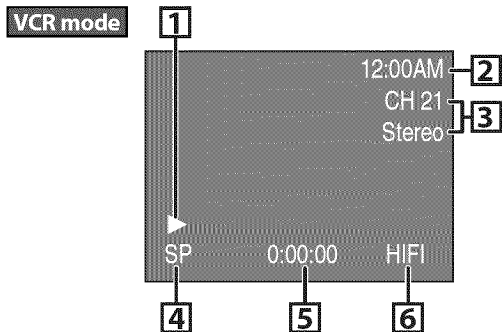 VCR mode
1
12:00AM 2
CH 21
3
Stereo
SP 0:00:00 HIFI
4 5 6